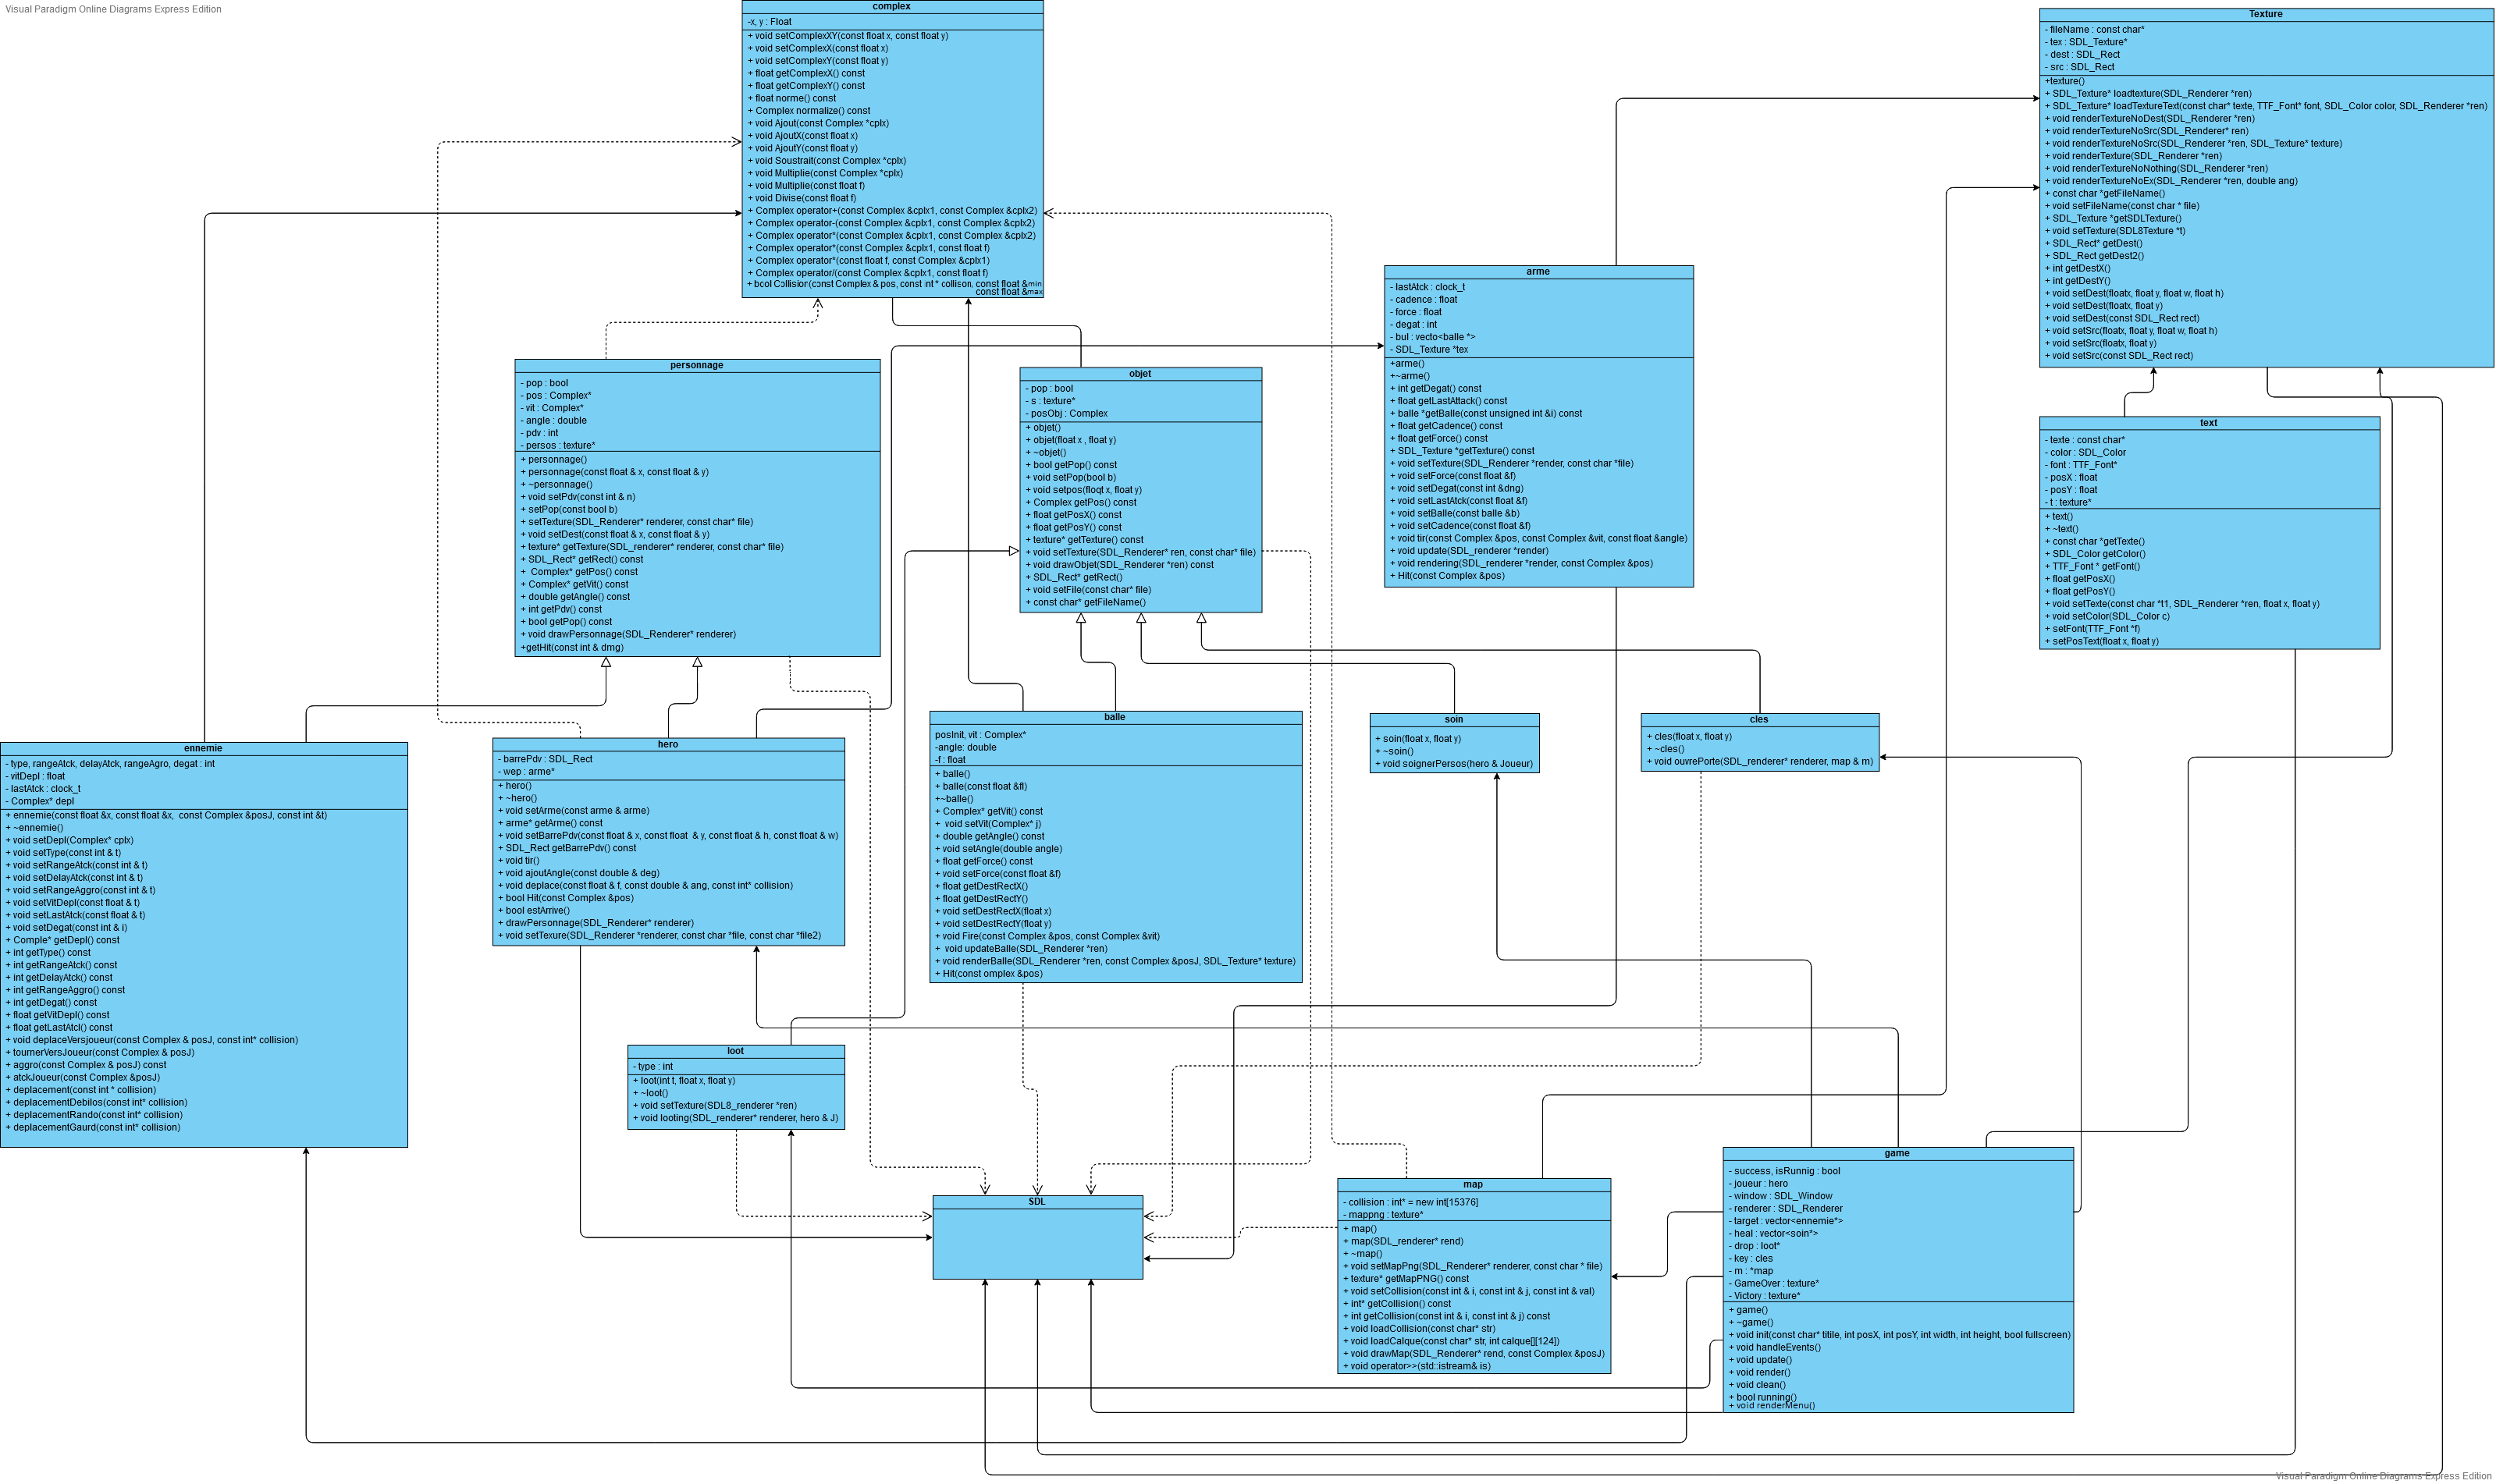 Visual Paradigm Online Diagrams Express Edition
complex
-x, y : Float
+ void setComplexXY(const float x, const float y)
+ void setComplexX(const float x)
+ void setComplexY(const float y)
+ float getComplexX() const
+ float getComplexY() const
+ float norme() const
+ Complex normalize() const
+ void Ajout(const Complex *cplx)
+ void AjoutX(const float x)
+ void AjoutY(const float y)
+ void Soustrait(const Complex *cplx)
+ void Multiplie(const Complex *cplx)
+ void Multiplie(const float f)
+ void Divise(const float f)
+ Complex operator+(const Complex &cplx1, const Complex &cplx2)
+ Complex operator-(const Complex &cplx1, const Complex &cplx2)
+ Complex operator*(const Complex &cplx1, const Complex &cplx2)
+ Complex operator*(const Complex &cplx1, const float f)
+ Complex operator*(const float f, const Complex &cplx1)
+ Complex operator/(const Complex &cplx1, const float f)
+ bool Collision(const Complex & pos, const int * collison, const float &min
const float &max
Texture
- fileName : const char*
- tex : SDL_Texture*
- dest : SDL_Rect
- src : SDL_Rect
+texture()
+ SDL_Texture* loadtexture(SDL_Renderer *ren)
+ SDL_Texture* loadTextureText(const char* texte, TTF_Font* font, SDL_Color color, SDL_Renderer *ren)
+ void renderTextureNoDest(SDL_Renderer *ren)
+ void renderTextureNoSrc(SDL_Renderer* ren)
+ void renderTextureNoSrc(SDL_Renderer *ren, SDL_Texture* texture)
+ void renderTexture(SDL_Renderer *ren)
+ void renderTextureNoNothing(SDL_Renderer *ren)
+ void renderTextureNoEx(SDL_Renderer *ren, double ang)
+ const char *getFileName()
+ void setFileName(const char * file)
+ SDL_Texture *getSDLTexture()
+ void setTexture(SDL8Texture *t)
+ SDL_Rect* getDest()
+ SDL_Rect getDest2()
+ int getDestX()
+ int getDestY()
+ void setDest(floatx, float y, float w, float h)
+ void setDest(floatx, float y)
+ void setDest(const SDL_Rect rect)
+ void setSrc(floatx, float y, float w, float h)
+ void setSrc(floatx, float y)
+ void setSrc(const SDL_Rect rect)
arme
- lastAtck : clock_t
- cadence : float
- force : float
- degat : int
- bul : vecto<balle *>
- SDL_Texture *tex
+arme()
+~arme()
+ int getDegat() const
+ float getLastAttack() const
+ balle *getBalle(const unsigned int &i) const
+ float getCadence() const
+ float getForce() const
+ SDL_Texture *getTexture() const
+ void setTexture(SDL_Renderer *render, const char *file)
+ void setForce(const float &f)
+ void setDegat(const int &dng)
+ void setLastAtck(const float &f)
+ void setBalle(const balle &b)
+ void setCadence(const float &f)
+ void tir(const Complex &pos, const Complex &vit, const float &angle)
+ void update(SDL_renderer *render)
+ void rendering(SDL_renderer *render, const Complex &pos)
+ Hit(const Complex &pos)
personnage
- pop : bool
- pos : Complex*
- vit : Complex*
- angle : double
- pdv : int
- persos : texture*
+ personnage()
+ personnage(const float & x, const float & y)
+ ~personnage()
+ void setPdv(const int & n)
+ setPop(const bool b)
+ setTexture(SDL_Renderer* renderer, const char* file)
+ void setDest(const float & x, const float & y)
+ texture* getTexture(SDL_renderer* renderer, const char* file)
+ SDL_Rect* getRect() const
+  Complex* getPos() const
+ Complex* getVit() const
+ double getAngle() const
+ int getPdv() const
+ bool getPop() const
+ void drawPersonnage(SDL_Renderer* renderer)
+getHit(const int & dmg)
objet
- pop : bool
- s : texture*
- posObj : Complex
+ objet()
+ objet(float x , float y)
+ ~objet()
+ bool getPop() const
+ void setPop(bool b)
+ void setpos(floqt x, float y)
+ Complex getPos() const
+ float getPosX() const
+ float getPosY() const
+ texture* getTexture() const
+ void setTexture(SDL_Renderer* ren, const char* file)
+ void drawObjet(SDL_Renderer *ren) const
+ SDL_Rect* getRect()
+ void setFile(const char* file)
+ const char* getFileName()
text
- texte : const char*
- color : SDL_Color
- font : TTF_Font*
- posX : float
- posY : float
- t : texture*
+ text()
+ ~text()
+ const char *getTexte()
+ SDL_Color getColor()
+ TTF_Font * getFont()
+ float getPosX()
+ float getPosY()
+ void setTexte(const char *t1, SDL_Renderer *ren, float x, float y)
+ void setColor(SDL_Color c)
+ setFont(TTF_Font *f)
+ setPosText(float x, float y)
ennemie
- type, rangeAtck, delayAtck, rangeAgro, degat : int
- vitDepl : float
- lastAtck : clock_t
- Complex* depl
+ ennemie(const float &x, const float &x,  const Complex &posJ, const int &t)
+ ~ennemie()
+ void setDepl(Complex* cplx)
+ void setType(const int & t)
+ void setRangeAtck(const int & t)
+ void setDelayAtck(const int & t)
+ void setRangeAggro(const int & t)
+ void setVitDepl(const float & t)
+ void setLastAtck(const float & t)
+ void setDegat(const int & i)
+ Comple* getDepl() const
+ int getType() const
+ int getRangeAtck() const
+ int getDelayAtck() const
+ int getRangeAggro() const
+ int getDegat() const
+ float getVitDepl() const
+ float getLastAtcl() const
+ void deplaceVersjoueur(const Complex & posJ, const int* collision)
+ tournerVersJoueur(const Complex & posJ)
+ aggro(const Complex & posJ) const
+ atckJoueur(const Complex &posJ)
+ deplacement(const int * collision)
+ deplacementDebilos(const int* collision)
+ deplacementRando(const int* collision)
+ deplacementGaurd(const int* collision)
hero
- barrePdv : SDL_Rect
- wep : arme*
+ hero()
+ ~hero()
+ void setArme(const arme & arme)
+ arme* getArme() const
+ void setBarrePdv(const float & x, const float  & y, const float & h, const float & w)
+ SDL_Rect getBarrePdv() const
+ void tir()
+ void ajoutAngle(const double & deg)
+ void deplace(const float & f, const double & ang, const int* collision)
+ bool Hit(const Complex &pos)
+ bool estArrive()
+ drawPersonnage(SDL_Renderer* renderer)
+ void setTexure(SDL_Renderer *renderer, const char *file, const char *file2)
balle
posInit, vit : Complex*
-angle: double
-f : float
+ balle()
+ balle(const float &fl)
+~balle()
+ Complex* getVit() const
+  void setVit(Complex* j)
+ double getAngle() const
+ void setAngle(double angle)
+ float getForce() const
+ void setForce(const float &f)
+ float getDestRectX()
+ float getDestRectY()
+ void setDestRectX(float x)
+ void setDestRectY(float y)
+ void Fire(const Complex &pos, const Complex &vit)
+  void updateBalle(SDL_Renderer *ren)
+ void renderBalle(SDL_Renderer *ren, const Complex &posJ, SDL_Texture* texture)
+ Hit(const omplex &pos)
soin
+ soin(float x, float y)
+ ~soin()
+ void soignerPersos(hero & Joueur)
cles
+ cles(float x, float y)
+ ~cles()
+ void ouvrePorte(SDL_renderer* renderer, map & m)
loot
- type : int
+ loot(int t, float x, float y)
+ ~loot()
+ void setTexture(SDL8_renderer *ren)
+ void looting(SDL_renderer* renderer, hero & J)
SDL
map
- collision : int* = new int[15376]
- mappng : texture*
+ map()
+ map(SDL_renderer* rend)
+ ~map()
+ void setMapPng(SDL_Renderer* renderer, const char * file)
+ texture* getMapPNG() const
+ void setCollision(const int & i, const int & j, const int & val)
+ int* getCollision() const
+ int getCollision(const int & i, const int & j) const
+ void loadCollision(const char* str)
+ void loadCalque(const char* str, int calque[][124])
+ void drawMap(SDL_Renderer* rend, const Complex &posJ)
+ void operator>>(std::istream& is)
game
- success, isRunnig : bool
- joueur : hero
- window : SDL_Window
- renderer : SDL_Renderer
- target : vector<ennemie*>
- heal : vector<soin*>
- drop : loot*
- key : cles
- m : *map
- GameOver : texture*
- Victory : texture*
+ game()
+ ~game()
+ void init(const char* titile, int posX, int posY, int width, int height, bool fullscreen)
+ void handleEvents()
+ void update()
+ void render()
+ void clean()
+ bool running()
+ void renderMenu()
Visual Paradigm Online Diagrams Express Edition